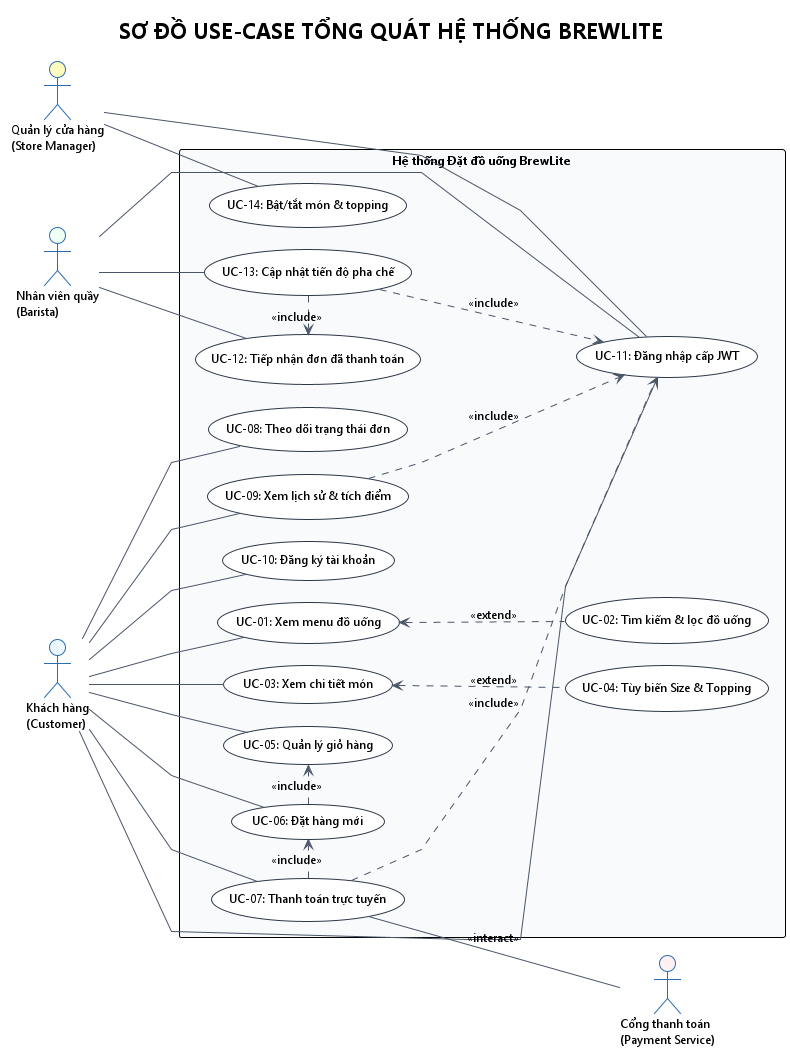 SƠ ĐỒ USE-CASE TỔNG QUÁT HỆ THỐNG BREWLITE
Quản lý cửa hàng
(Store Manager)
Hệ thống Đặt đồ uống BrewLite
UC-14: Bật/tắt món & topping
Nhân viên quầy
(Barista)
UC-13: Cập nhật tiến độ pha chế
«include»
«include»
UC-12: Tiếp nhận đơn đã thanh toán
UC-11: Đăng nhập cấp JWT
«include»
UC-08: Theo dõi trạng thái đơn
UC-09: Xem lịch sử & tích điểm
UC-10: Đăng ký tài khoản
«extend»
UC-01: Xem menu đồ uống
UC-02: Tìm kiếm & lọc đồ uống
Khách hàng
(Customer)
«extend»
UC-03: Xem chi tiết món
UC-04: Tùy biến Size & Topping
«include»
UC-05: Quản lý giỏ hàng
«include»
UC-06: Đặt hàng mới
«include»
UC-07: Thanh toán trực tuyến
«interact»
Cổng thanh toán
(Payment Service)